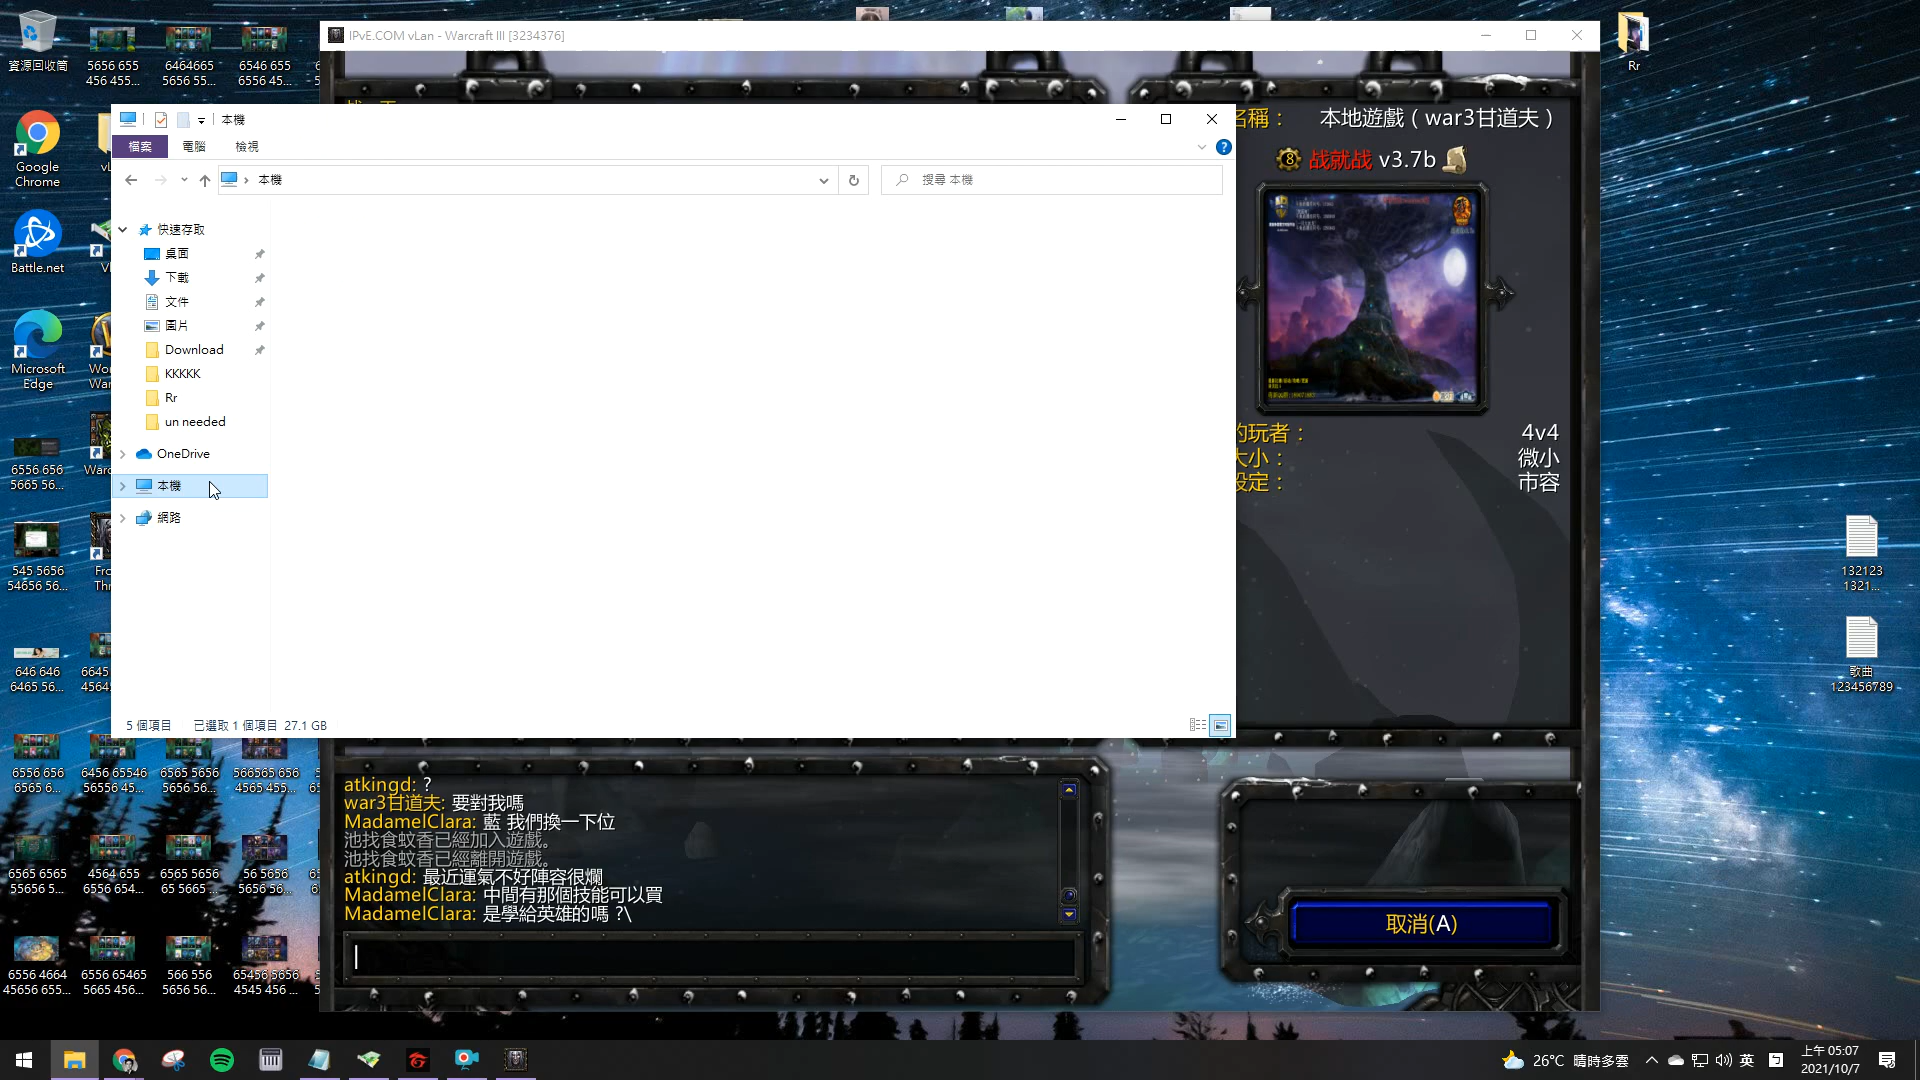 資源回收筒
5656 655
456 455...
6464665
5656 55...
6546 655
6556 456...
Google
Chrome
Battle.net
Microsoft
Edge
6556 656
5665 56...
545 5656
54656 56...
646 646
6465 56...
6556 656
6565 6...
6456 65546
56556 45...
6565 5656
5656 56...
566565 656
4565 455...
6565 6565
55656 5...
4564 655
6556 654...
6565 5656
65 5665 ...
56 5656
5656 56...
6556 4664
45656 655...
6556 65465
5665 456...
566 556
5656 56...
65456 5656
4545 456 ...
IPvE.COM vLan - Warcraft III [3234376]
本機
檔案
電腦
檢視
本機
搜尋 本機
快速存取
桌面
下載
文件
圖片
Download
KKKKK
Rr
un needed
OneDrive
本機
網路
5 個項目 已選取 1 個項目 27.1 GB
名稱： 本地遊戲 ( war3甘道夫 )
8 战就战 v3.7b
的玩者： 4v4
大小： 微小
設定： 市容
atkingd: ?
war3甘道夫: 要對我嗎
MadamelClara: 藍 我們換一下位
池找食蚊香已經加入遊戲。
池找食蚊香已經離開遊戲。
atkingd: 最近運氣不好陣容很爛
MadamelClara: 中間有那個技能可以買
MadamelClara: 是學給英雄的嗎 ?\
取消(A)
Rr
132123
1321...
歌曲
123456789
26°C 晴時多雲
英
上午 05:07
2021/10/7